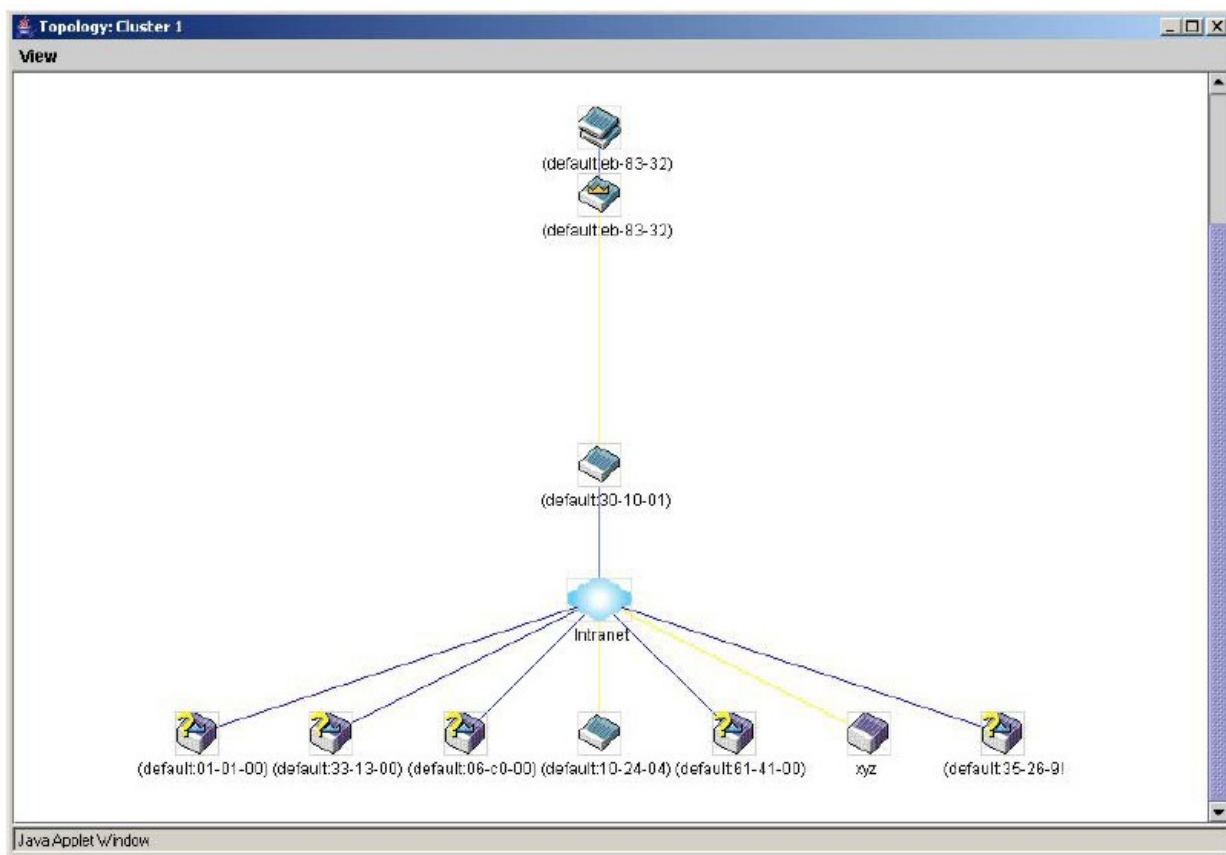 Topology: Cluster 1
View
(default:eb-83-32)
(default:eb-83-32)
(default:30-10-01)
Intranet
(default:01-01-00) (default:33-13-00) (default:06-c0-00) (default:10-24-04) (default:61-41-00) xyz (default:35-26-9
Java Applet Window